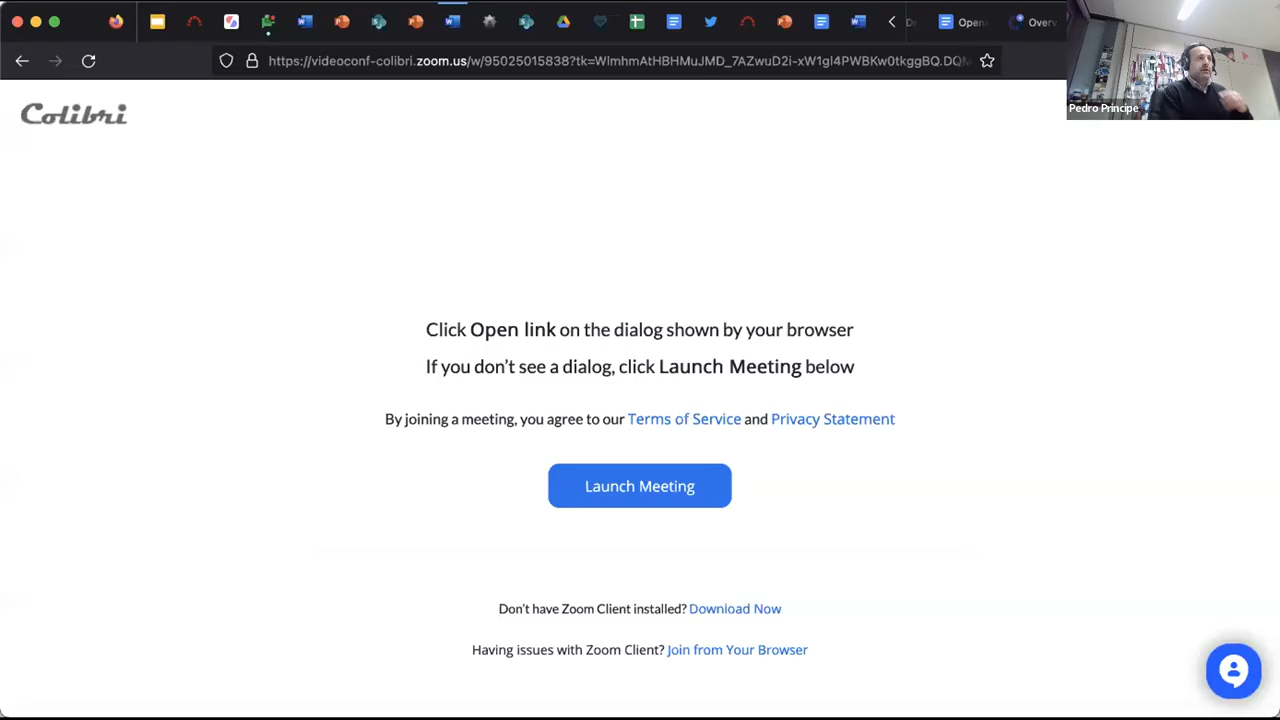 Open
Overv
https://videoconf-colibri.zoom.us/w/95025015838?tk=
Pedro Principe
Colibri
Click Open link on the dialog shown by your browser
If you don't see a dialog, click Launch Meeting below
By joining a meeting, you agree to our Terms of Service and Privacy Statement
Launch Meeting
Don't have Zoom Client installed? Download Now
Having issues with Zoom Client? Join from Your Browser